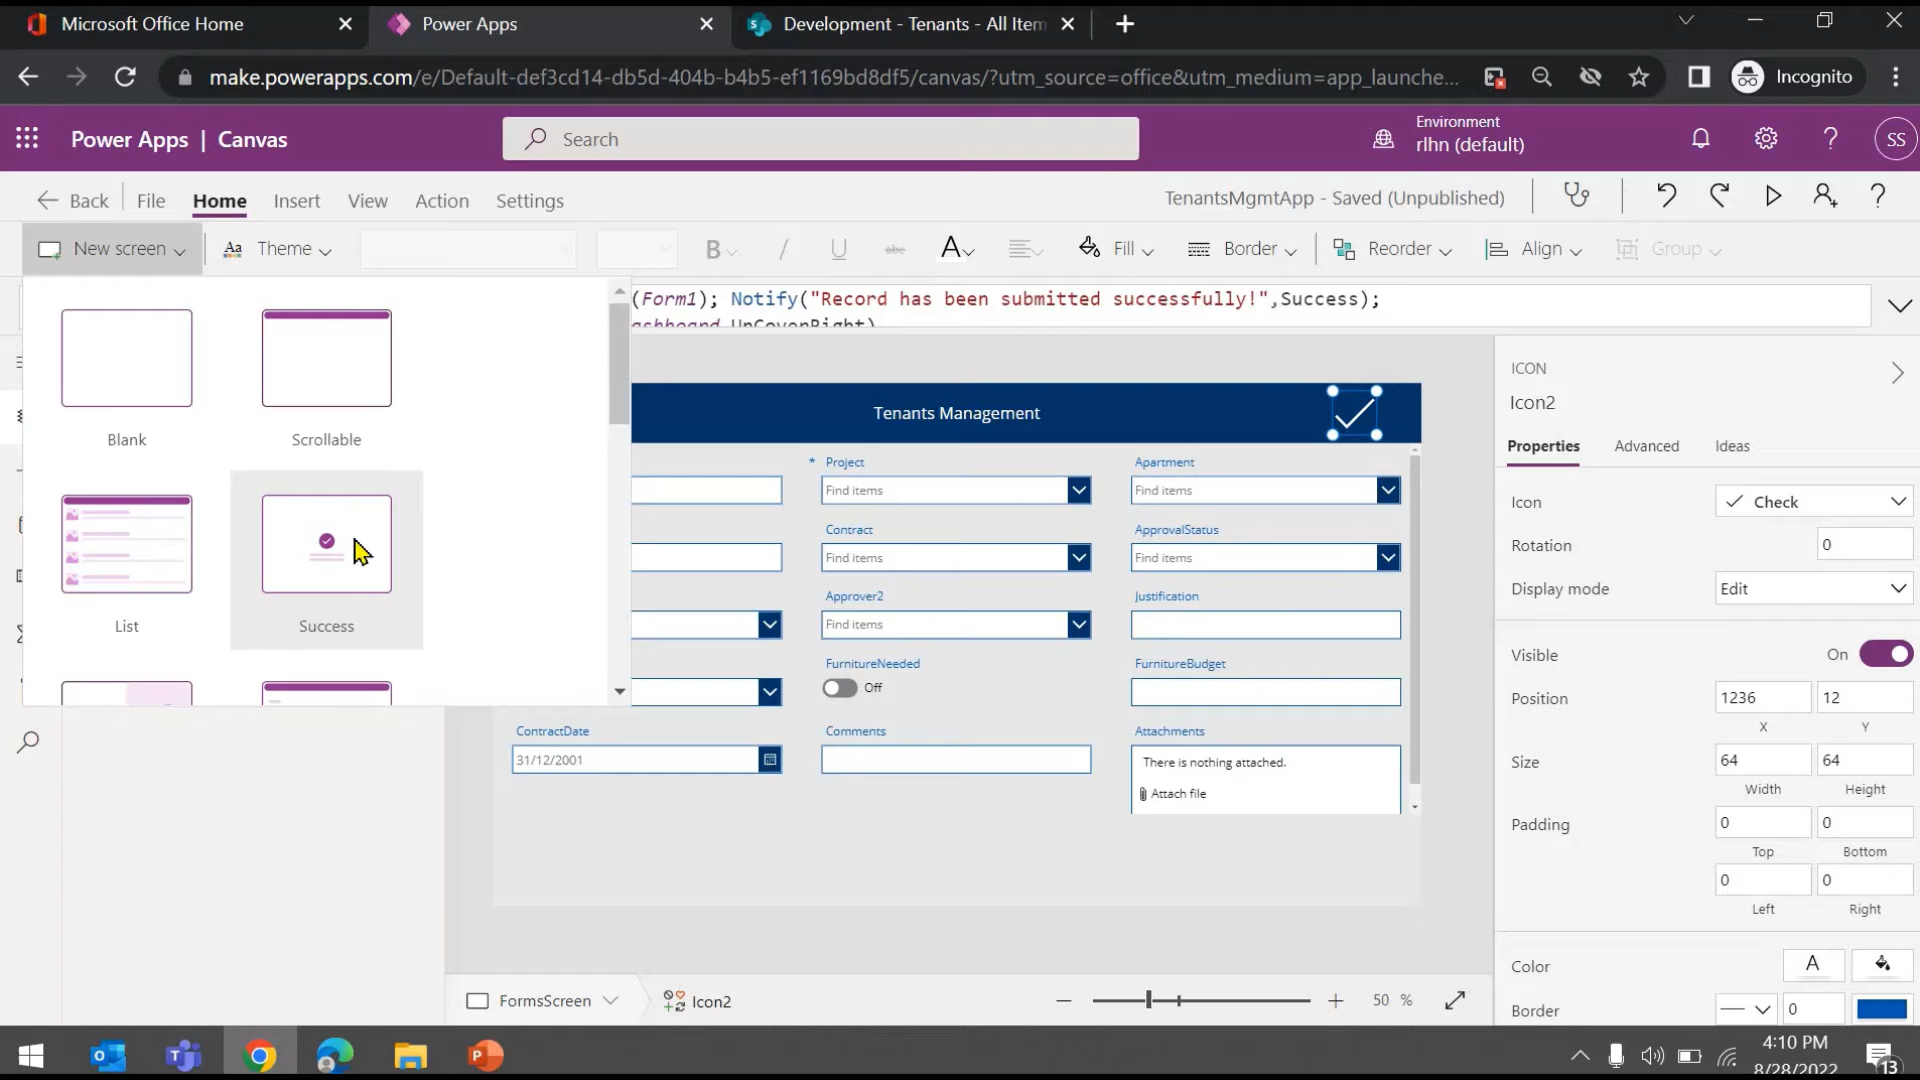 Microsoft Office Home
Power Apps
Development - Tenants - All Item
make.powerapps.com/e/Default-def3cd14-db5d-404b-b4b5-ef1169bd8df5/canvas/?utm_source=office&utm_medium=app_launche...
Incognito
Power Apps | Canvas
Search
Environment
rlhn (default)
SS
Back
File
Home
Insert
View
Action
Settings
TenantsMgmtApp - Saved (Unpublished)
New screen
Theme
B
I
U
abc
A
Fill
Border
Reorder
Align
Group
(Form1); Notify("Record has been submitted successfully!",Success);
ashboard,UnCoverRight)
Blank
Scrollable
List
Success
Tenants Management
* Project
Apartment
Find items
Find items
Contract
ApprovalStatus
Find items
Find items
Approver2
Justification
Find items
FurnitureNeeded
FurnitureBudget
Off
ContractDate
Comments
Attachments
31/12/2001
There is nothing attached.
Attach file
ICON
Icon2
Properties
Advanced
Ideas
Icon
Check
Rotation
0
Display mode
Edit
Visible
On
Position
1236
12
X
Y
Size
64
64
Width
Height
Padding
0
0
Top
Bottom
0
0
Left
Right
Color
A
Border
0
FormsScreen
Icon2
50 %
4:10 PM
8/28/2022
13